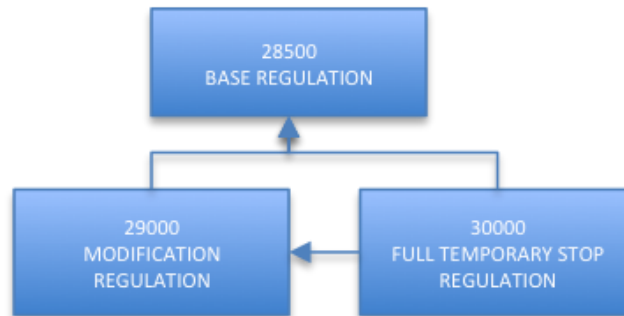 28500
BASE REGULATION
29000
MODIFICATION
REGULATION
30000
FULL TEMPORARY STOP
REGULATION